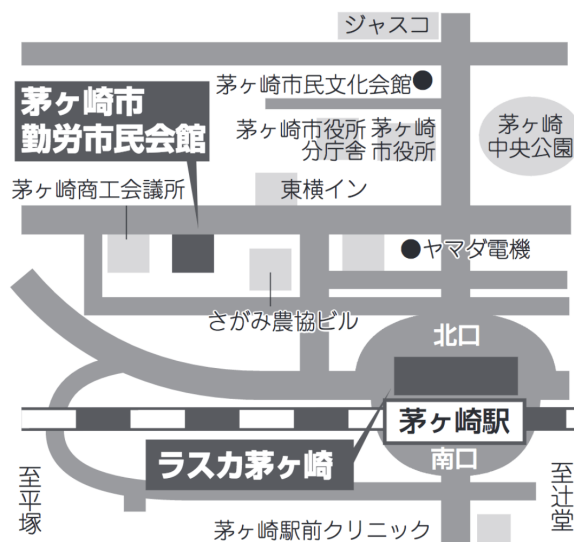 ジャスコ
茅ヶ崎市民文化会館
茅ヶ崎市
勤労市民会館
茅ヶ崎市役所
分庁舎
茅ヶ崎
市役所
茅ヶ崎
中央公園
茅ヶ崎商工会議所
東横イン
ヤマダ電機
さがみ農協ビル
北口
茅ヶ崎駅
ラスカ茅ヶ崎
南口
至平塚
至辻堂
茅ヶ崎駅前クリニック